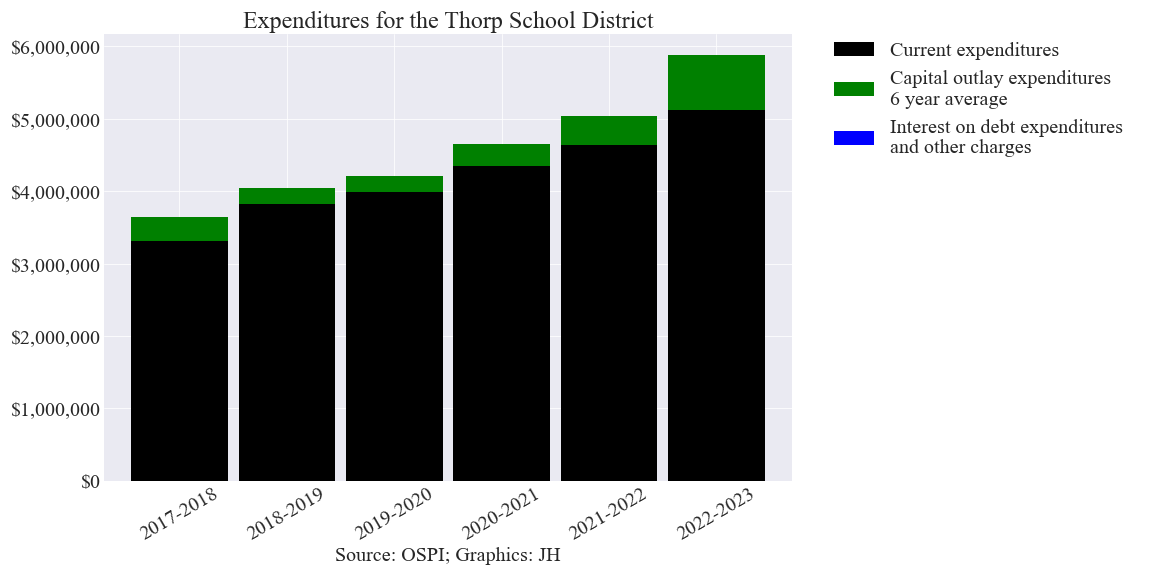 Expenditures for the Thorp School District
$6,000,000
$5,000,000
$4,000,000
$3,000,000
$2,000,000
$1,000,000
$0
2017-2018
2018-2019
2019-2020
2020-2021
2021-2022
2022-2023
Source: OSPI; Graphics: JH
Current expenditures
Capital outlay expenditures
6 year average
Interest on debt expenditures
and other charges